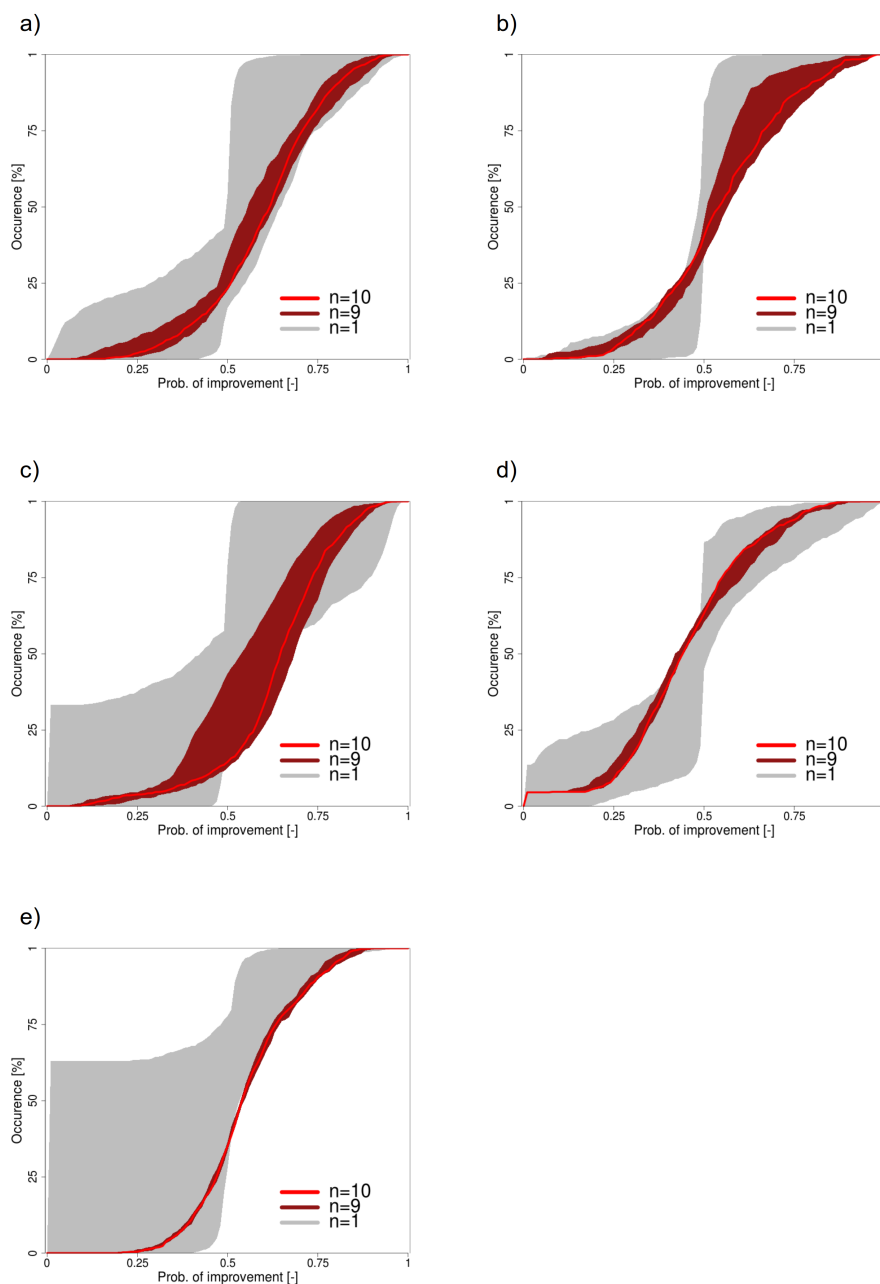 a)
Occurence [%]
1
75
50
25
0
n=10
n=9
n=1
0 0.25 0.5 0.75 1
Prob. of improvement [-]
b)
Occurence [%]
1
75
50
25
0
n=10
n=9
n=1
0 0.25 0.5 0.75
Prob. of improvement [-]
c)
Occurence [%]
1
75
50
25
0
n=10
n=9
n=1
0 0.25 0.5 0.75 1
Prob. of improvement [-]
d)
Occurence [%]
1
75
50
25
0
n=10
n=9
n=1
0 0.25 0.5 0.75
Prob. of improvement [-]
e)
Occurence [%]
1
75
50
25
0
n=10
n=9
n=1
0 0.25 0.5 0.75 1
Prob. of improvement [-]